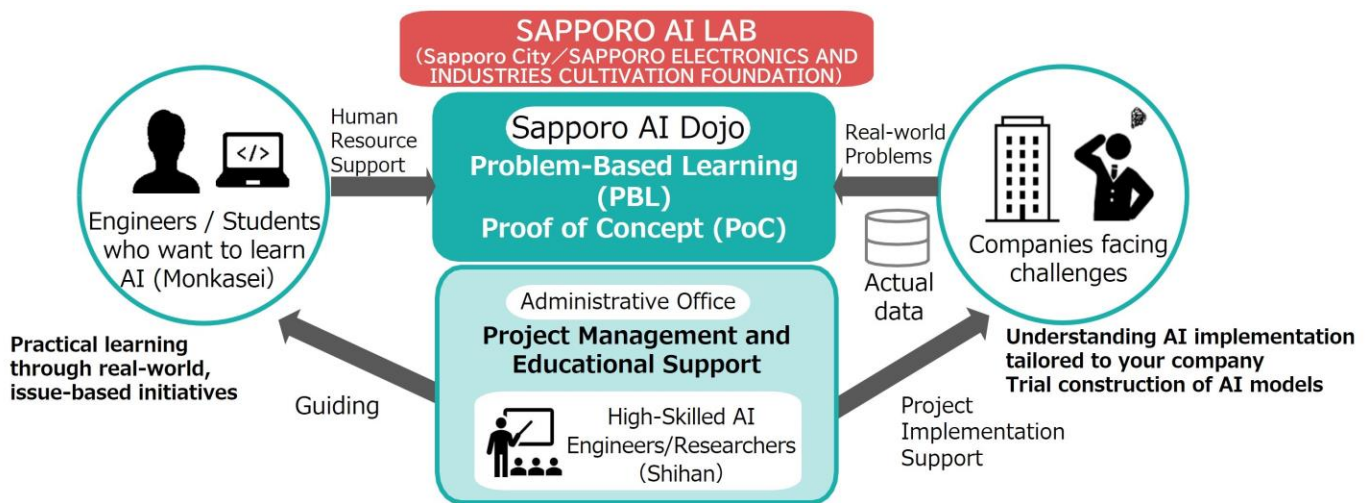 SAPPORO AI LAB
(Sapporo City／SAPPORO ELECTRONICS AND
INDUSTRIES CULTIVATION FOUNDATION)
</>
Engineers / Students
who want to learn
AI (Monkasei)
Human
Resource
Support
Sapporo AI Dojo
Problem-Based Learning
(PBL)
Proof of Concept (PoC)
Real-world
Problems
Companies facing
challenges
Actual
data
Administrative Office
Project Management and
Educational Support
High-Skilled AI
Engineers/Researchers
(Shihan)
Practical learning
through real-world,
issue-based initiatives
Guiding
Understanding AI implementation
tailored to your company
Trial construction of AI models
Project
Implementation
Support